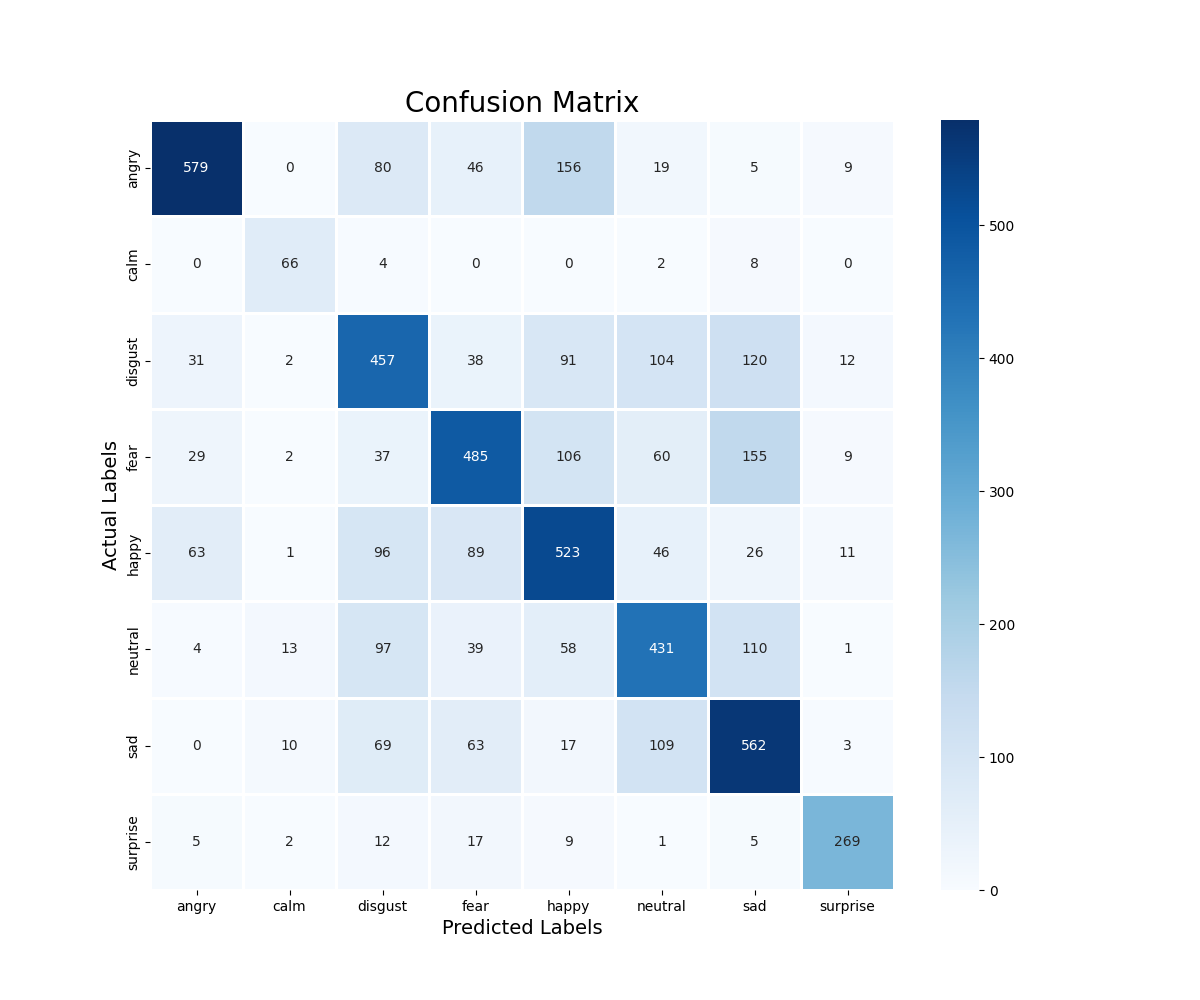 Confusion Matrix
angry 579 0 80 46 156 19 5 9
calm 0 66 4 0 0 2 8 0
disgust 31 2 457 38 91 104 120 12
fear 29 2 37 485 106 60 155 9
happy 63 1 96 89 523 46 26 11
neutral 4 13 97 39 58 431 110 1
sad 0 10 69 63 17 109 562 3
surprise 5 2 12 17 9 1 5 269
angry calm disgust fear happy neutral sad surprise
Actual Labels
Predicted Labels
500
400
300
200
100
0